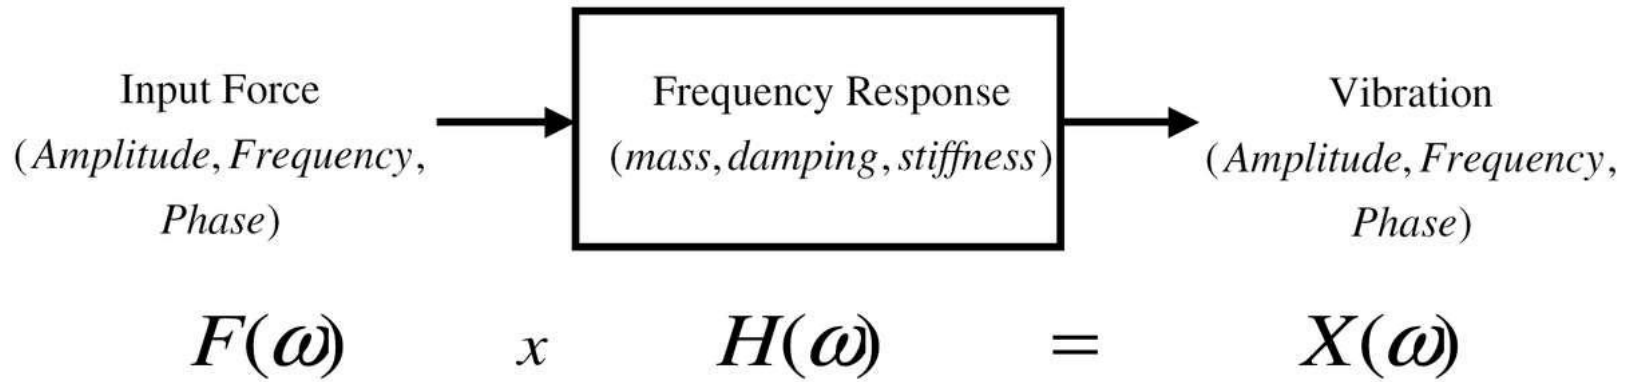 Input Force
(Amplitude, Frequency,
Phase)
Frequency Response
(mass, damping, stiffness)
Vibration
(Amplitude, Frequency,
Phase)
F(ω) x H(ω) = X(ω)